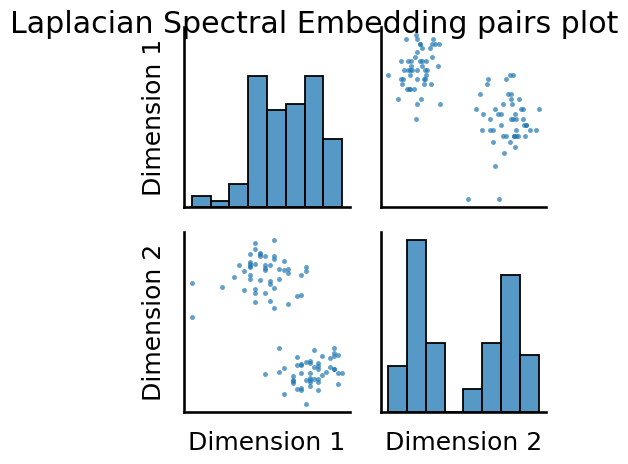 Laplacian Spectral Embedding pairs plot
Dimension 1
Dimension 2
Dimension 1
Dimension 2